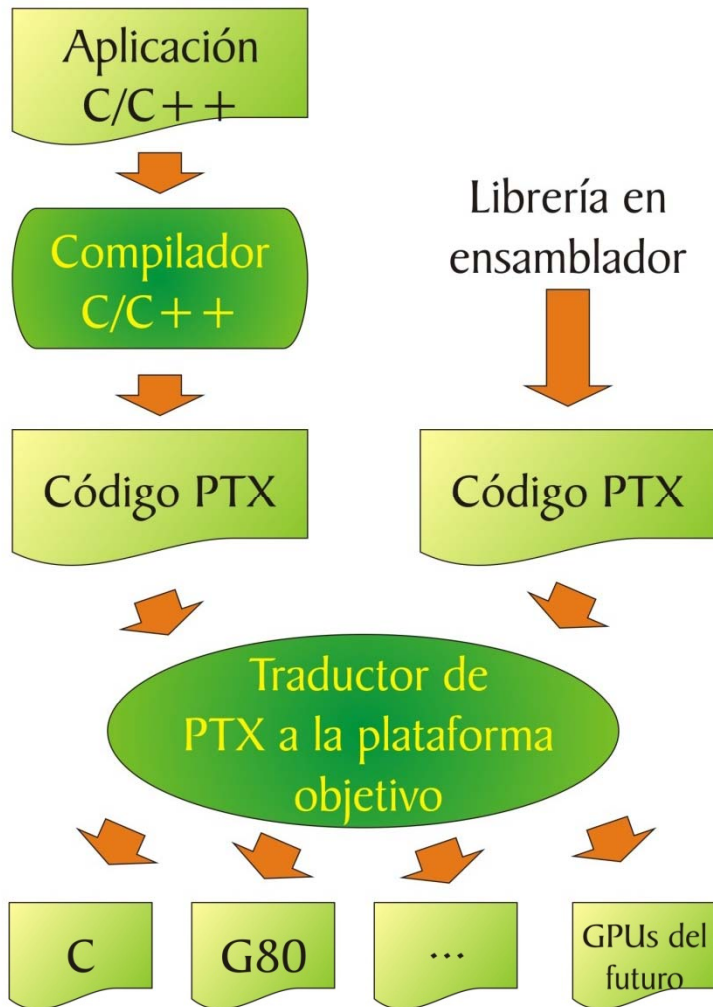 Aplicación
C/C++
Compilador
C/C++
Librería en
ensamblador
Código PTX
Código PTX
Traductor de
PTX a la plataforma
objetivo
C
G80
...
GPUs del
futuro